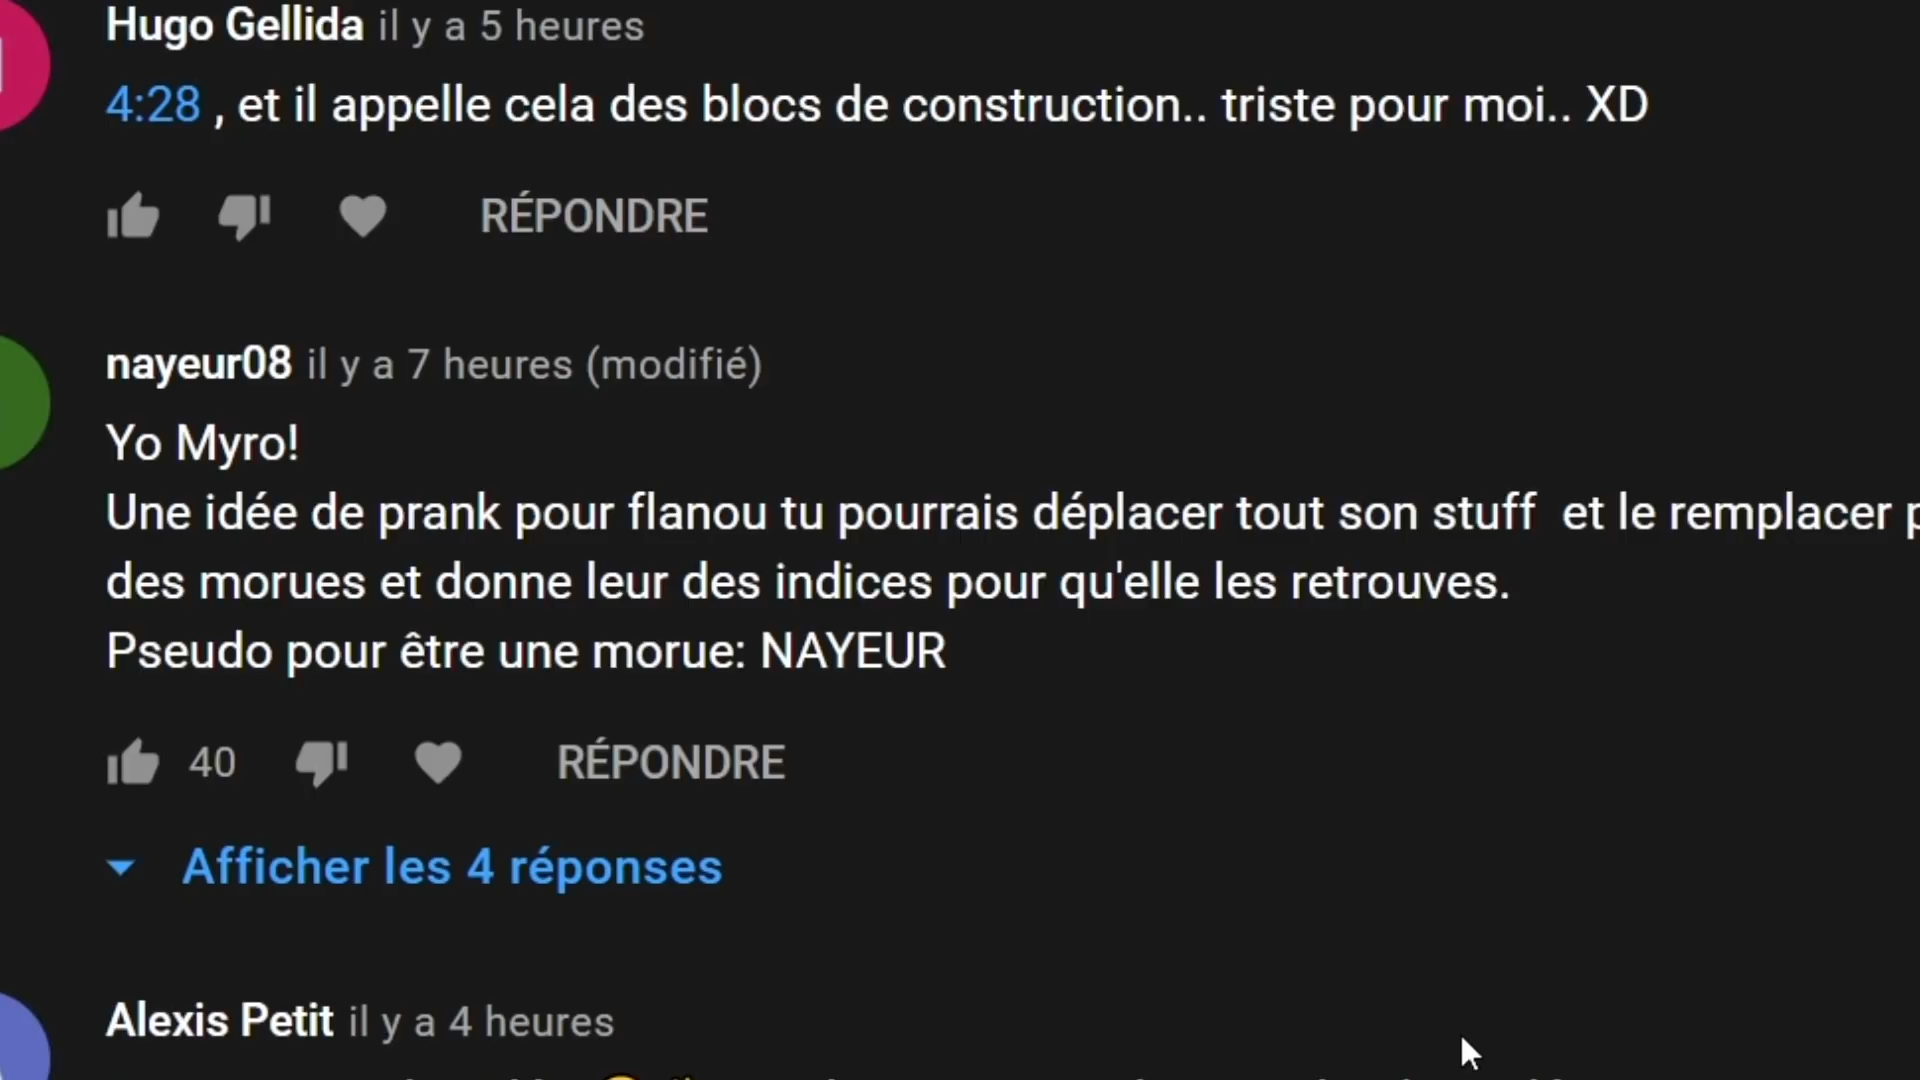 Hugo Gellida il y a 5 heures
4:28 , et il appelle cela des blocs de construction.. triste pour moi.. XD
RÉPONDRE
nayeur08 il y a 7 heures (modifié)
Yo Myro!
Une idée de prank pour flanou tu pourrais déplacer tout son stuff  et le remplacer
des morues et donne leur des indices pour qu'elle les retrouves.
Pseudo pour être une morue: NAYEUR
40 RÉPONDRE
Afficher les 4 réponses
Alexis Petit il y a 4 heures